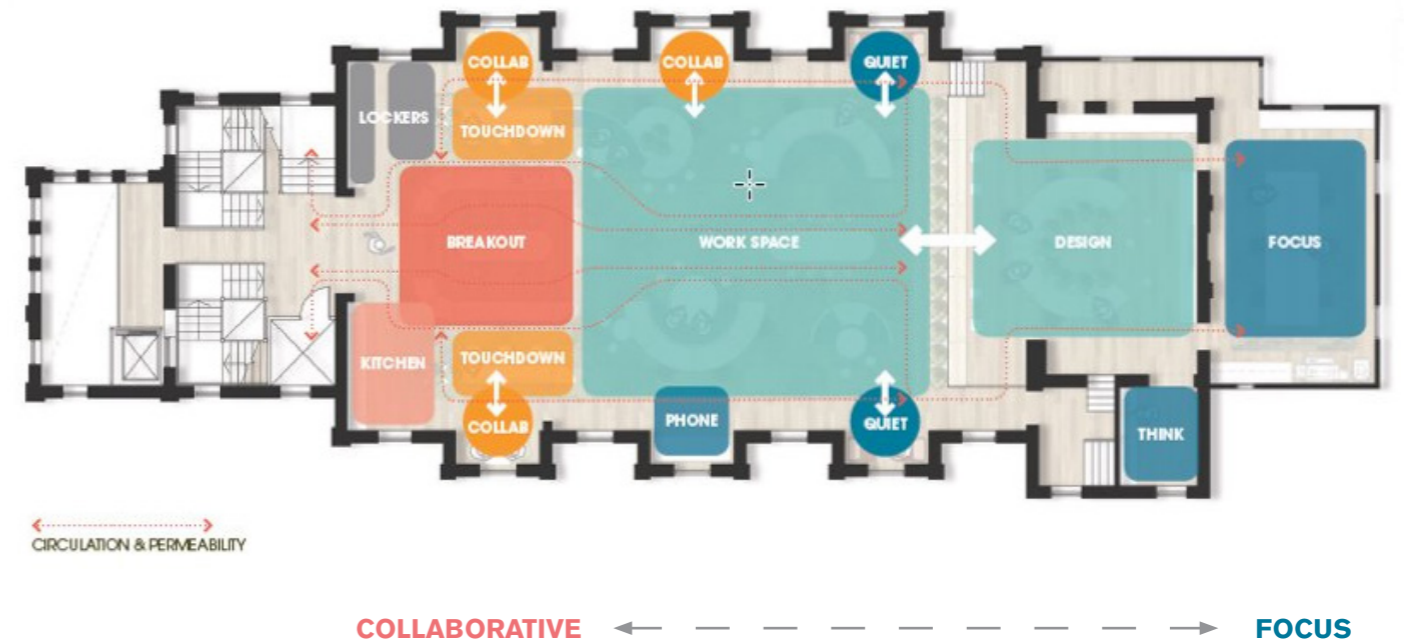 COLLAB
COLLAB
QUIET
LOCKERS
TOUCHDOWN
BREAKOUT
WORK SPACE
DESIGN
FOCUS
KITCHEN
TOUCHDOWN
COLLAB
PHONE
QUIET
THINK
CIRCULATION & PERMEABILITY
COLLABORATIVE
FOCUS